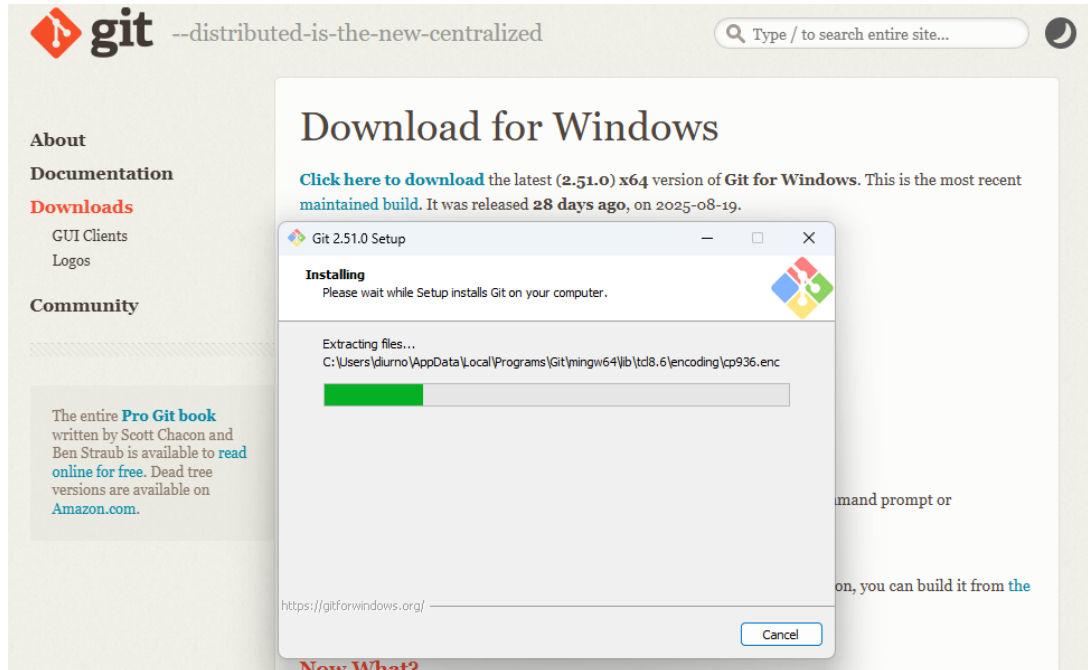 git --distributed-is-the-new-centralized
Type / to search entire site...
About
Documentation
Downloads
GUI Clients
Logos
Community
The entire Pro Git book
written by Scott Chacon and
Ben Straub is available to read
online for free. Dead tree
versions are available on
Amazon.com.
Download for Windows
Click here to download the latest (2.51.0) x64 version of Git for Windows. This is the most recent
maintained build. It was released 28 days ago, on 2025-08-19.
Git 2.51.0 Setup
Installing
Please wait while Setup installs Git on your computer.
Extracting files...
C:\Users\diurno\AppData\Local\Programs\Git\mingw64\lib\tcl8.6\encoding\cp936.enc
https://gitforwindows.org/
Cancel
mand prompt or
on, you can build it from the
Now What?